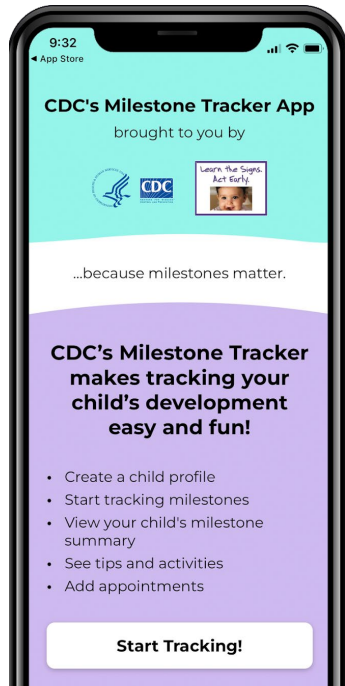 9:32
◀ App Store
CDC's Milestone Tracker App
brought to you by
CDC
Learn the Signs.
Act Early.
...because milestones matter.
CDC’s Milestone Tracker
makes tracking your
child’s development
easy and fun!
• Create a child profile
• Start tracking milestones
• View your child's milestone
summary
• See tips and activities
• Add appointments
Start Tracking!